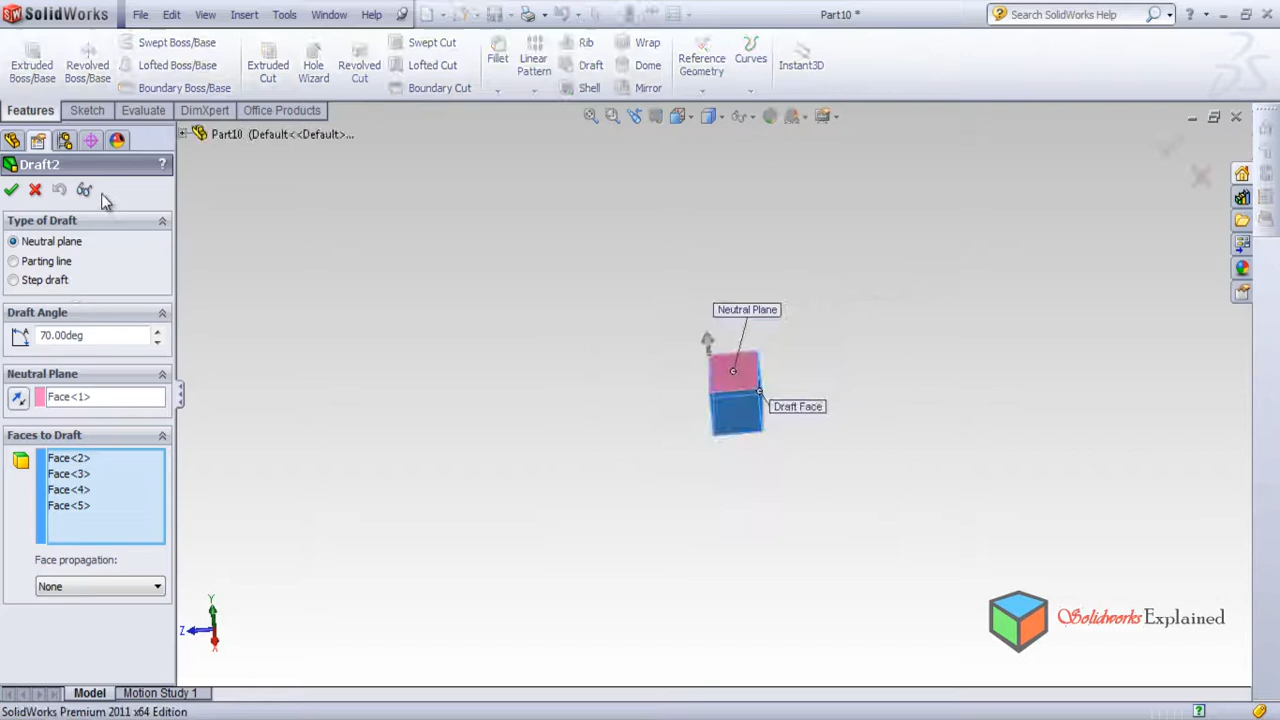 SolidWorks File Edit View Insert Tools Window Help Part10 * Search SolidWorks Help
Extruded Boss/Base
Revolved Boss/Base
Swept Boss/Base
Lofted Boss/Base
Boundary Boss/Base
Extruded Cut
Hole Wizard
Revolved Cut
Swept Cut
Lofted Cut
Boundary Cut
Fillet
Linear Pattern
Rib
Draft
Shell
Wrap
Dome
Mirror
Reference Geometry
Curves
Instant3D
Features Sketch Evaluate DimXpert Office Products
Part10 (Default<<Default>...
Draft2 ?
Type of Draft
Neutral plane
Parting line
Step draft
Draft Angle
70.00deg
Neutral Plane
Face<1>
Faces to Draft
Face<2>
Face<3>
Face<4>
Face<5>
Face propagation:
None
Neutral Plane
Draft Face
Y
Z
X
Solidworks Explained
Model Motion Study 1
SolidWorks Premium 2011 x64 Edition